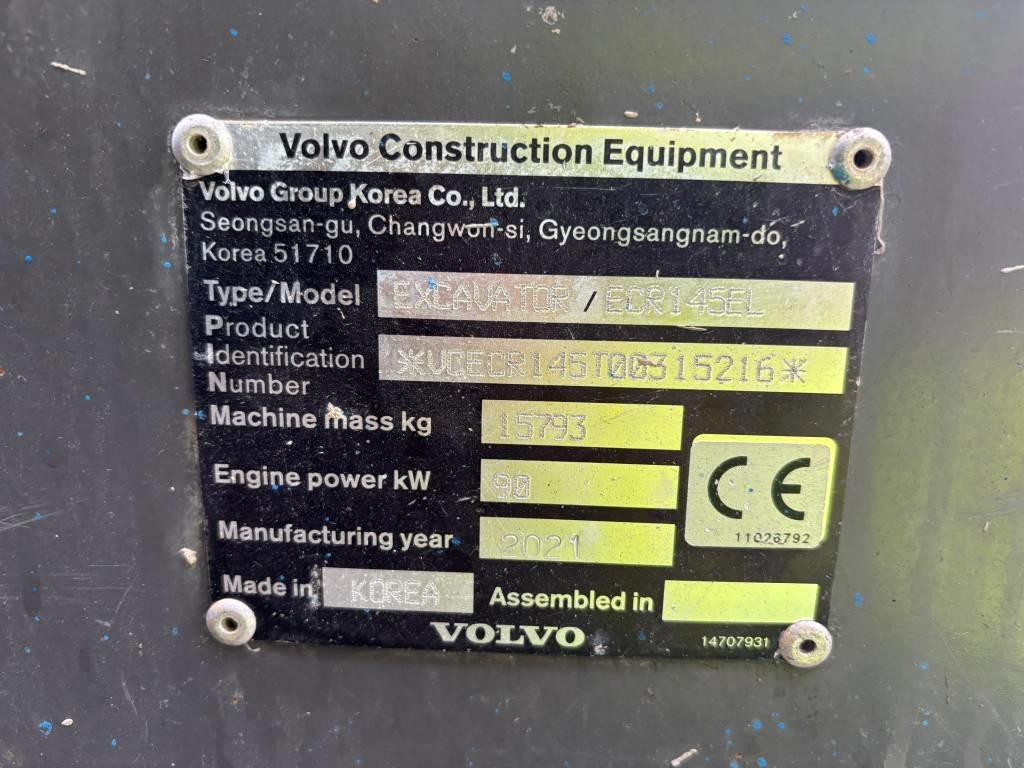 Volvo Construction Equipment
Volvo Group Korea Co., Ltd.
Seongsan-gu, Changwon-si, Gyeongsangnam-do,
Korea 51710
Type/Model EXCAVATOR / ECR145EL
Product
Identification *VCECR145T00315216*
Number
Machine mass kg 15793
Engine power kW 90
CE
Manufacturing year 2021
11026792
Made in KOREA Assembled in
VOLVO 14707931